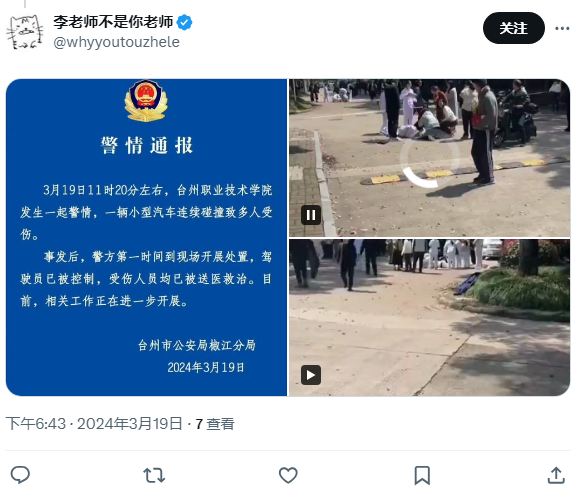 李老师不是你老师
@whyyoutouzhele
关注
警情通报
3月19日11时20分左右，台州职业技术学院
发生一起警情，一辆小型汽车连续碰撞致多人受
伤。
事发后，警方第一时间到现场开展处置，驾
驶员已被控制，受伤人员均已被送医救治。目
前，相关工作正在进一步开展。
台州市公安局椒江分局
2024年3月19日
下午6:43 · 2024年3月19日 · 7 查看